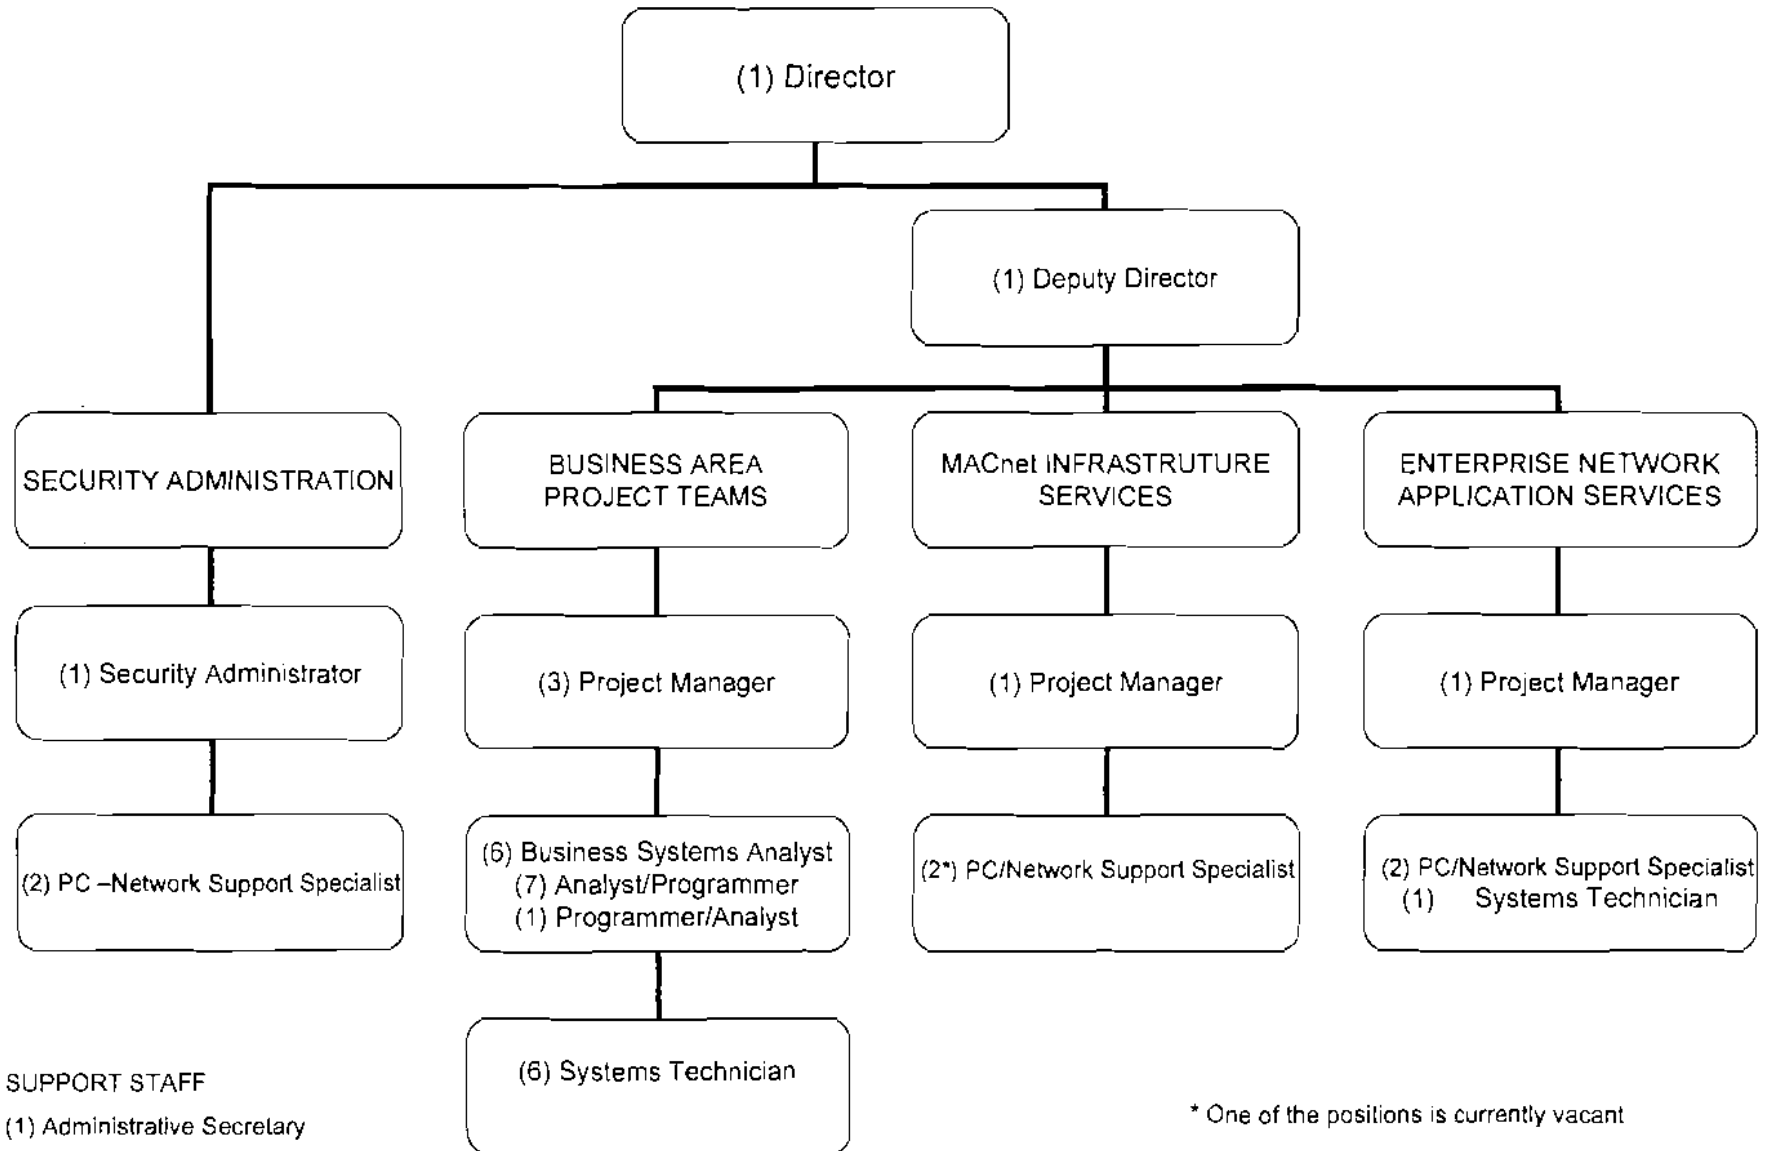 (1) Director
(1) Deputy Director
SECURITY ADMINISTRATION
BUSINESS AREA
PROJECT TEAMS
MACnet INFRASTRUTURE
SERVICES
ENTERPRISE NETWORK
APPLICATION SERVICES
(1) Security Administrator
(3) Project Manager
(1) Project Manager
(1) Project Manager
(2) PC –Network Support Specialist
(6) Business Systems Analyst
(7) Analyst/Programmer
(1) Programmer/Analyst
(2*) PC/Network Support Specialist
(2) PC/Network Support Specialist
(1) Systems Technician
(6) Systems Technician
SUPPORT STAFF
(1) Administrative Secretary
* One of the positions is currently vacant